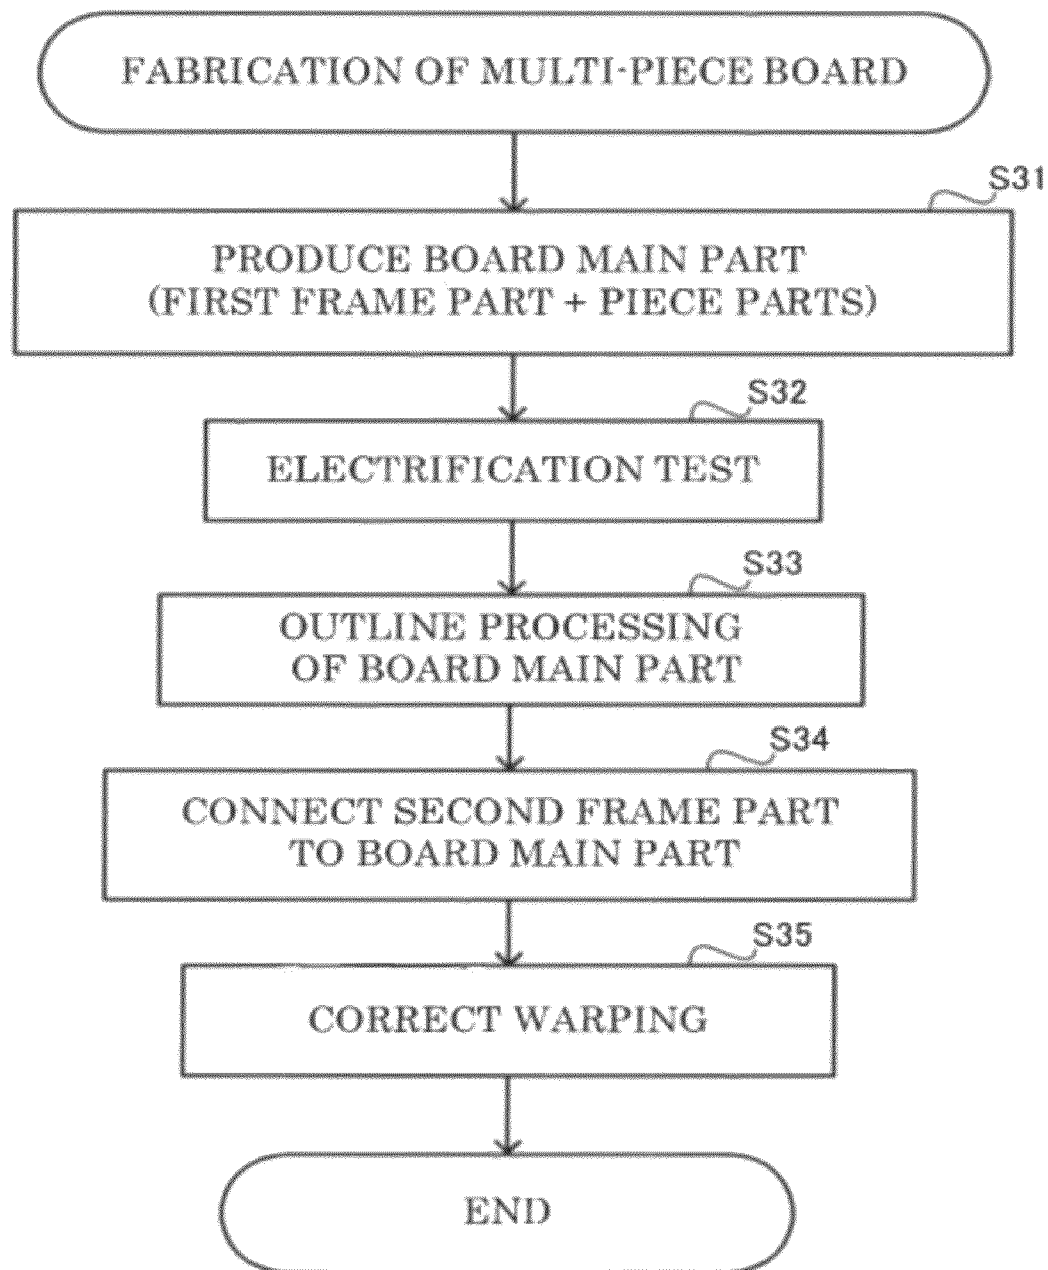 FABRICATION OF MULTI-PIECE BOARD
S31
PRODUCE BOARD MAIN PART
(FIRST FRAME PART + PIECE PARTS)
S32
ELECTRIFICATION TEST
S33
OUTLINE PROCESSING
OF BOARD MAIN PART
S34
CONNECT SECOND FRAME PART
TO BOARD MAIN PART
S35
CORRECT WARPING
END